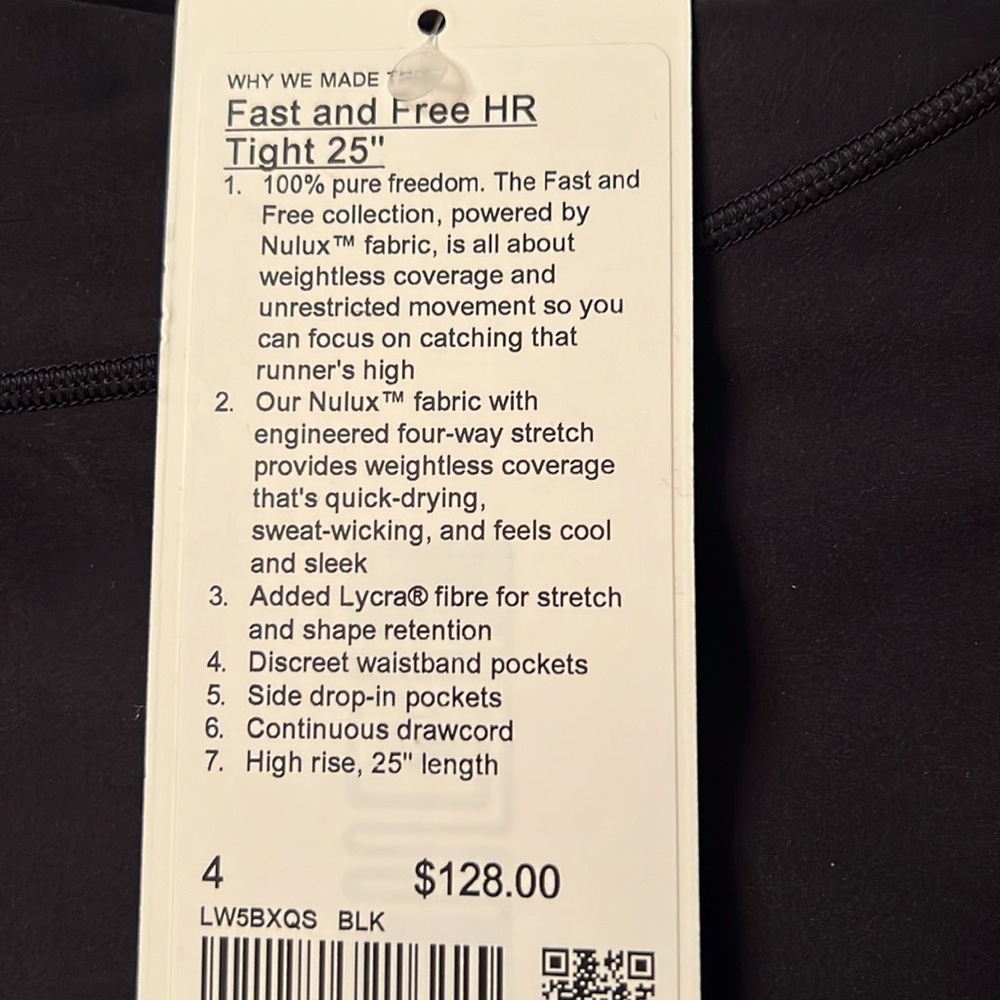 WHY WE MADE
Fast and Free HR
Tight 25"
1. 100% pure freedom. The Fast and
Free collection, powered by
Nulux™ fabric, is all about
weightless coverage and
unrestricted movement so you
can focus on catching that
runner's high
2. Our Nulux™ fabric with
engineered four-way stretch
provides weightless coverage
that's quick-drying,
sweat-wicking, and feels cool
and sleek
3. Added Lycra® fibre for stretch
and shape retention
4. Discreet waistband pockets
5. Side drop-in pockets
6. Continuous drawcord
7. High rise, 25" length
4 $128.00
LW5BXQS BLK